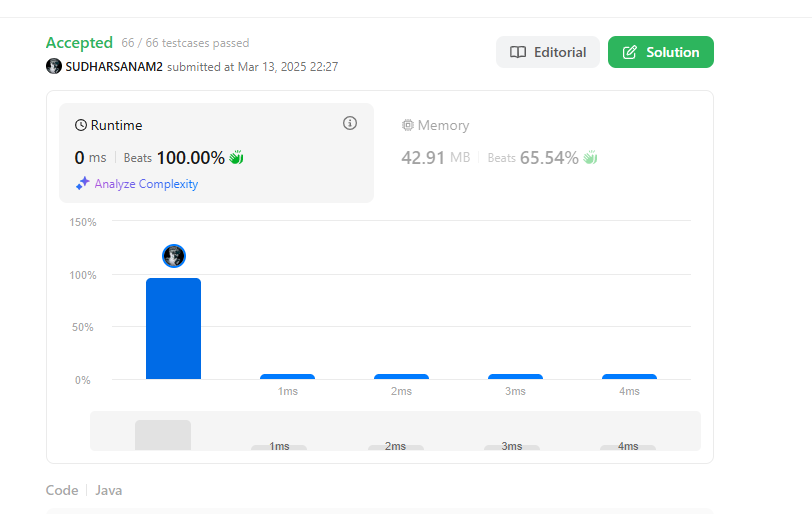 Accepted 66 / 66 testcases passed
Editorial
Solution
SUDHARSANAM2 submitted at Mar 13, 2025 22:27
Runtime
Memory
0 ms Beats 100.00%
42.91 MB Beats 65.54%
Analyze Complexity
150%
100%
50%
0%
1ms 2ms 3ms 4ms
1ms 2ms 3ms 4ms
Code Java